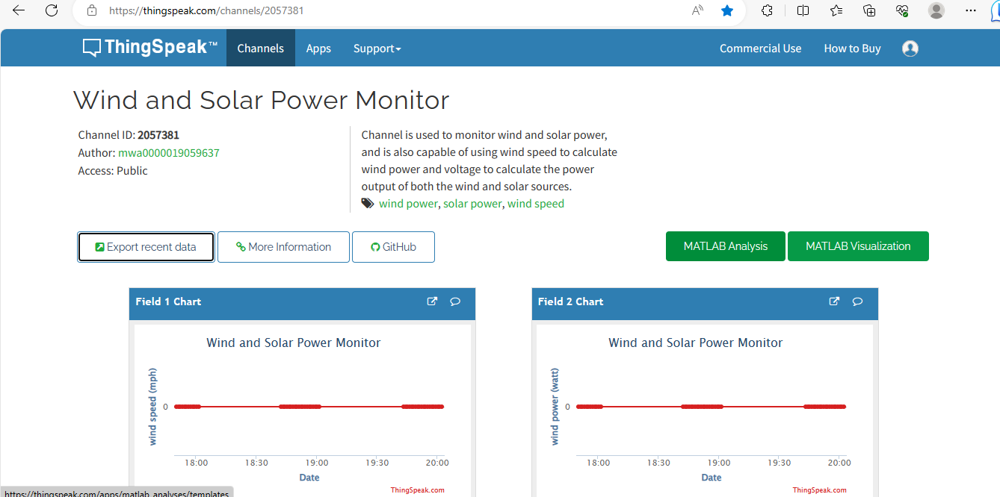 https://thingspeak.com/channels/2057381
ThingSpeak™ Channels Apps Support Commercial Use How to Buy
Wind and Solar Power Monitor
Channel ID: 2057381
Author: mwa0000019059637
Access: Public
Channel is used to monitor wind and solar power,
and is also capable of using wind speed to calculate
wind power and voltage to calculate the power
output of both the wind and solar sources.
wind power, solar power, wind speed
Export recent data More Information GitHub MATLAB Analysis MATLAB Visualization
Field 1 Chart
Wind and Solar Power Monitor
wind speed (mph)
0
18:00 18:30 19:00 19:30 20:00
Date
ThingSpeak.com
Field 2 Chart
Wind and Solar Power Monitor
wind power (watt)
0
18:00 18:30 19:00 19:30 20:00
Date
ThingSpeak.com
https://thingspeak.com/apps/matlab_analyses/templates